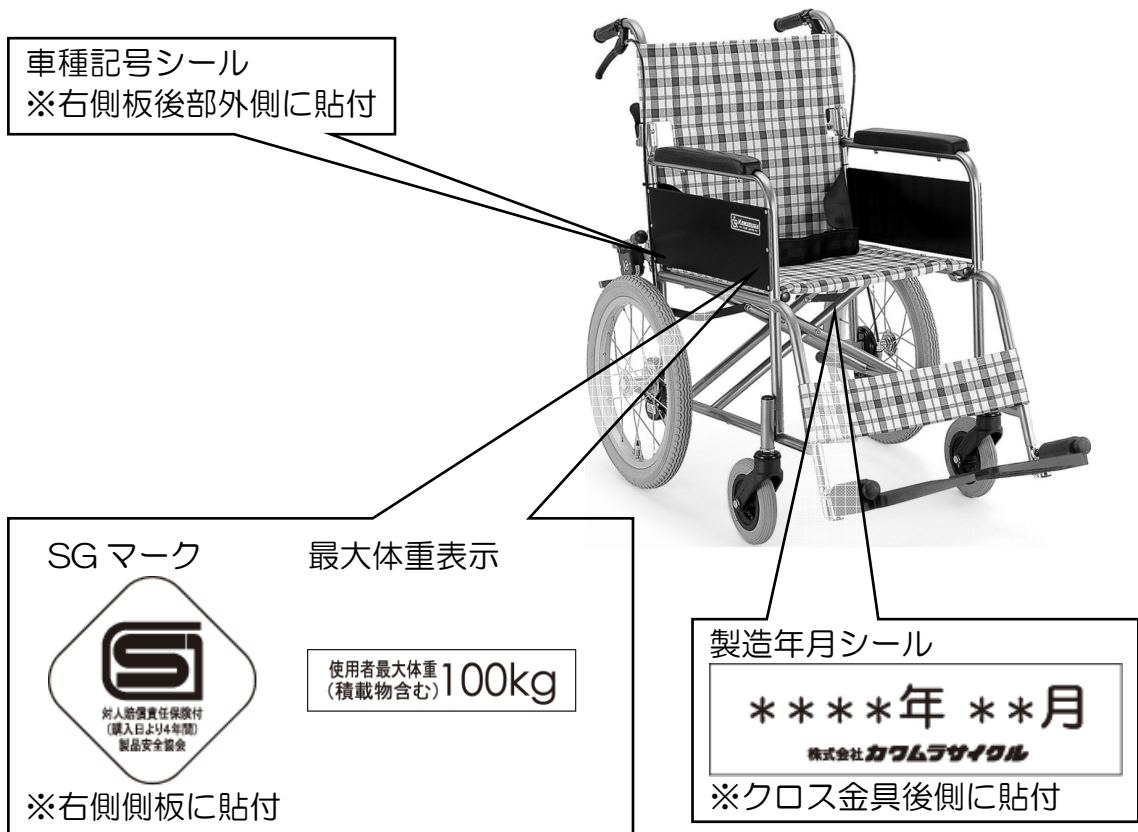 車種記号シール
※右側板後部外側に貼付
Kawamura
SGマーク
最大体重表示
対人賠償責任保険付
(購入日より4年間)
製品安全協会
使用者最大体重
(積載物含む)100kg
※右側側板に貼付
製造年月シール
＊＊＊＊年 ＊＊月
株式会社カワムラサイクル
※クロス金具後側に貼付